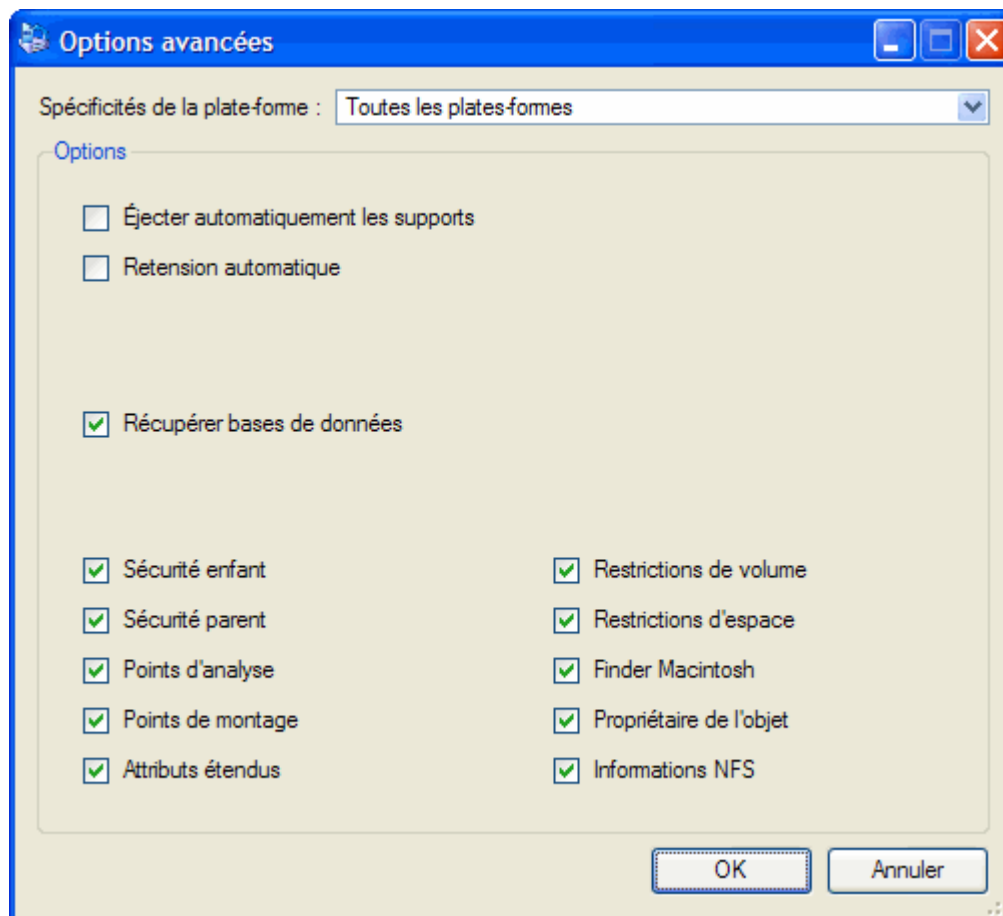 Options avancées
Spécificités de la plate-forme : Toutes les plates-formes
Options
Éjecter automatiquement les supports
Retension automatique
Récupérer bases de données
Sécurité enfant
Restrictions de volume
Sécurité parent
Restrictions d'espace
Points d'analyse
Finder Macintosh
Points de montage
Propriétaire de l'objet
Attributs étendus
Informations NFS
OK
Annuler